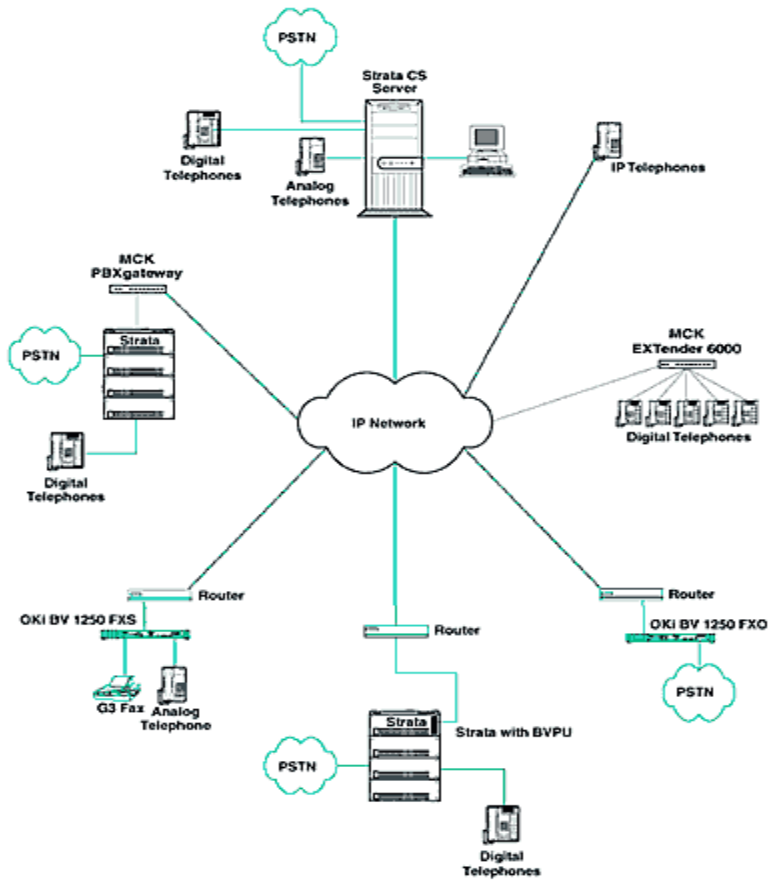 PSTN
Strata CS
Server
Digital
Telephones
Analog
Telephones
IP Telephones
MCK
PBXgateway
Strata
PSTN
MCK
EXTender 6000
Digital Telephones
IP Network
Digital
Telephones
Router
OKi BV 1250 FXS
G3 Fax
Analog
Telephone
Router
Router
OKi BV 1250 FXO
PSTN
Strata
Strata with BVPU
PSTN
Digital
Telephones